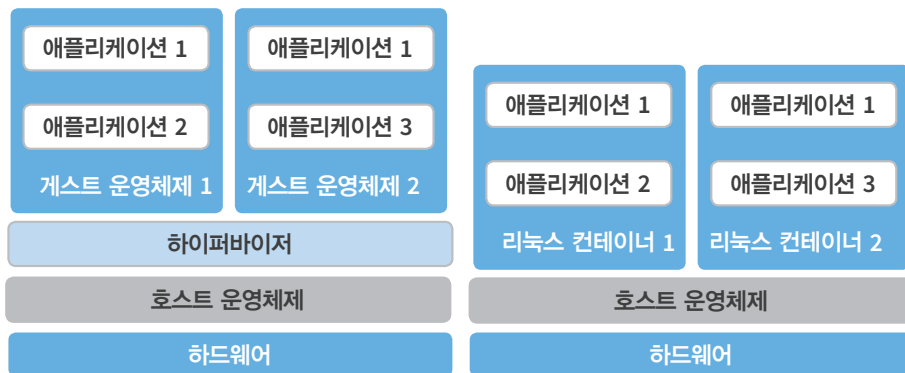 애플리케이션 1
애플리케이션 2
게스트 운영체제 1
애플리케이션 1
애플리케이션 3
게스트 운영체제 2
하이퍼바이저
호스트 운영체제
하드웨어
애플리케이션 1
애플리케이션 2
리눅스 컨테이너 1
애플리케이션 1
애플리케이션 3
리눅스 컨테이너 2
호스트 운영체제
하드웨어